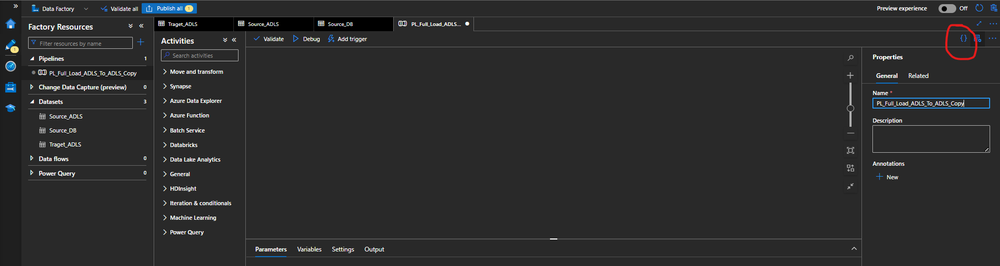 Data Factory
Validate all
Publish all 1
Preview experience
Off
Factory Resources
Filter resources by name
1
Pipelines 1
PL_Full_Load_ADLS_To_ADLS_Copy
Change Data Capture (preview) 0
Datasets 3
Source_ADLS
Source_DB
Traget_ADLS
Data flows 0
Power Query 0
Traget_ADLS
Source_ADLS
Source_DB
PL_Full_Load_ADLS...
Activities
Search activities
Move and transform
Synapse
Azure Data Explorer
Azure Function
Batch Service
Databricks
Data Lake Analytics
General
HDInsight
Iteration & conditionals
Machine Learning
Power Query
Validate
Debug
Add trigger
{}
Parameters
Variables
Settings
Output
Properties
General
Related
Name *
PL_Full_Load_ADLS_To_ADLS_Copy
Description
Annotations
New